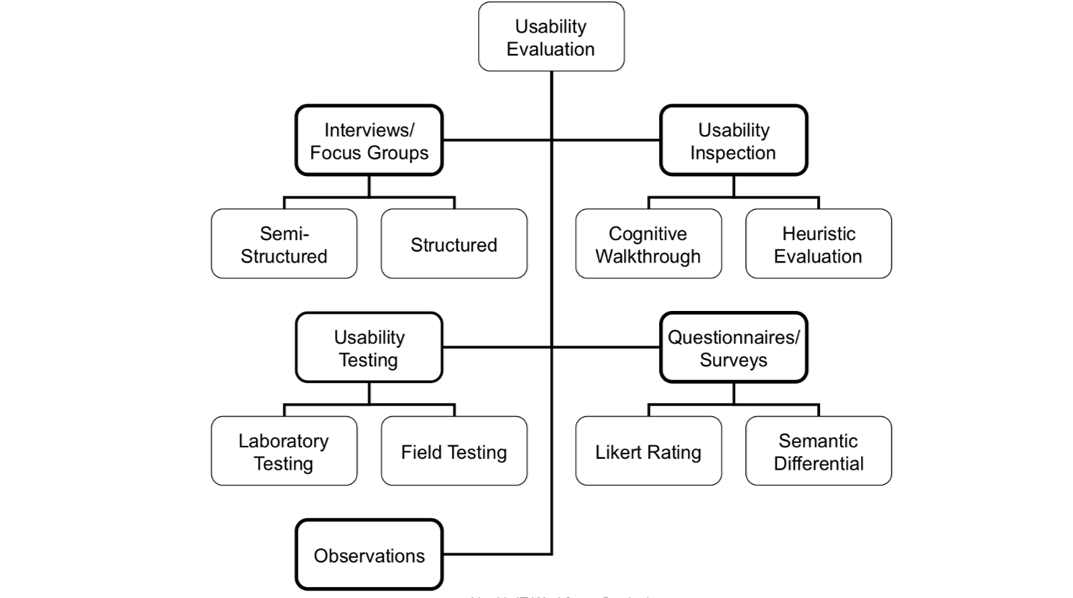 Usability
Evaluation
Interviews/
Focus Groups
Usability
Inspection
Semi-
Structured
Structured
Cognitive
Walkthrough
Heuristic
Evaluation
Usability
Testing
Questionnaires/
Surveys
Laboratory
Testing
Field Testing
Likert Rating
Semantic
Differential
Observations